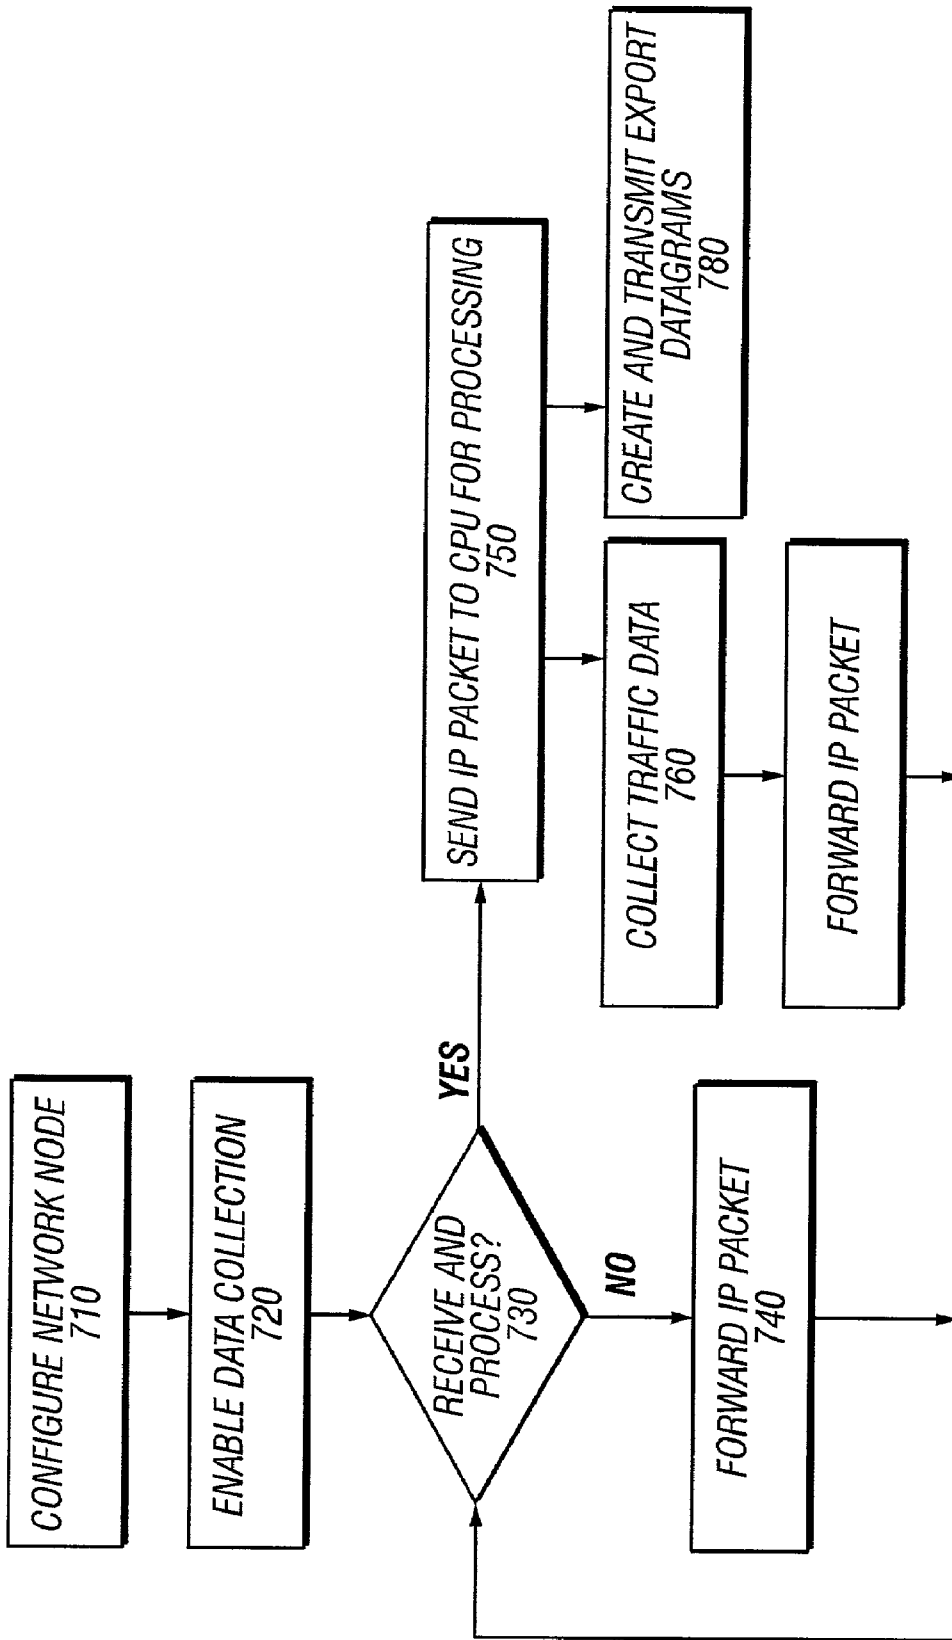 CONFIGURE NETWORK NODE
710
ENABLE DATA COLLECTION
720
RECEIVE AND
PROCESS?
730
YES
NO
FORWARD IP PACKET
740
SEND IP PACKET TO CPU FOR PROCESSING
750
COLLECT TRAFFIC DATA
760
FORWARD IP PACKET
CREATE AND TRANSMIT EXPORT
DATAGRAMS
780